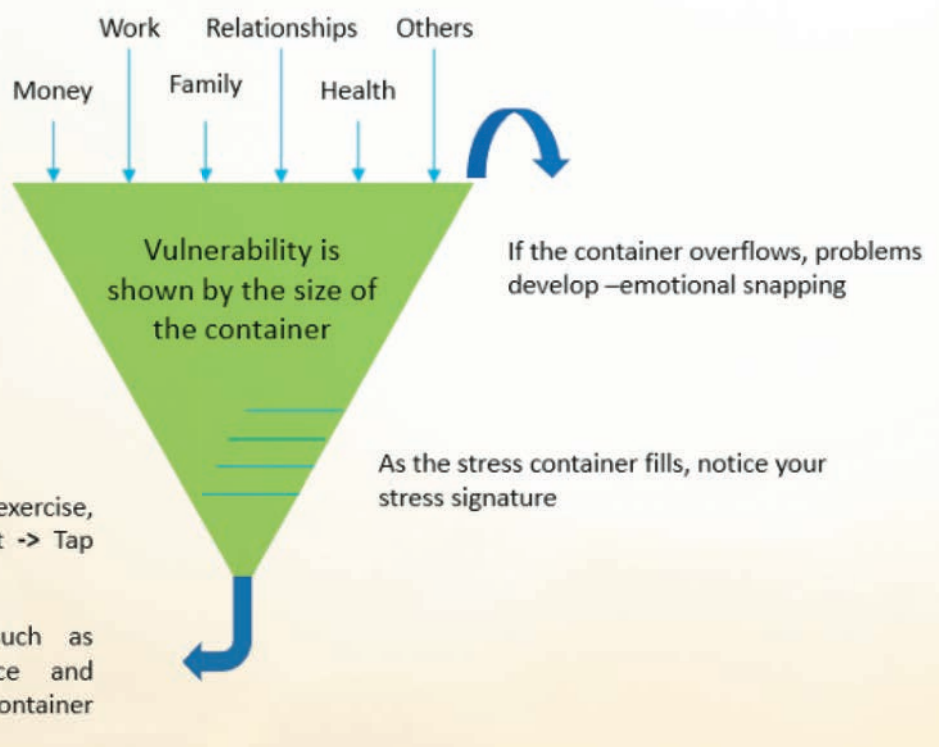 Work Relationships Others
Money Family Health
Vulnerability is
shown by the size of
the container
If the container overflows, problems
develop –emotional snapping
As the stress container fills, notice your
stress signature
exercise,
-> Tap
as
and